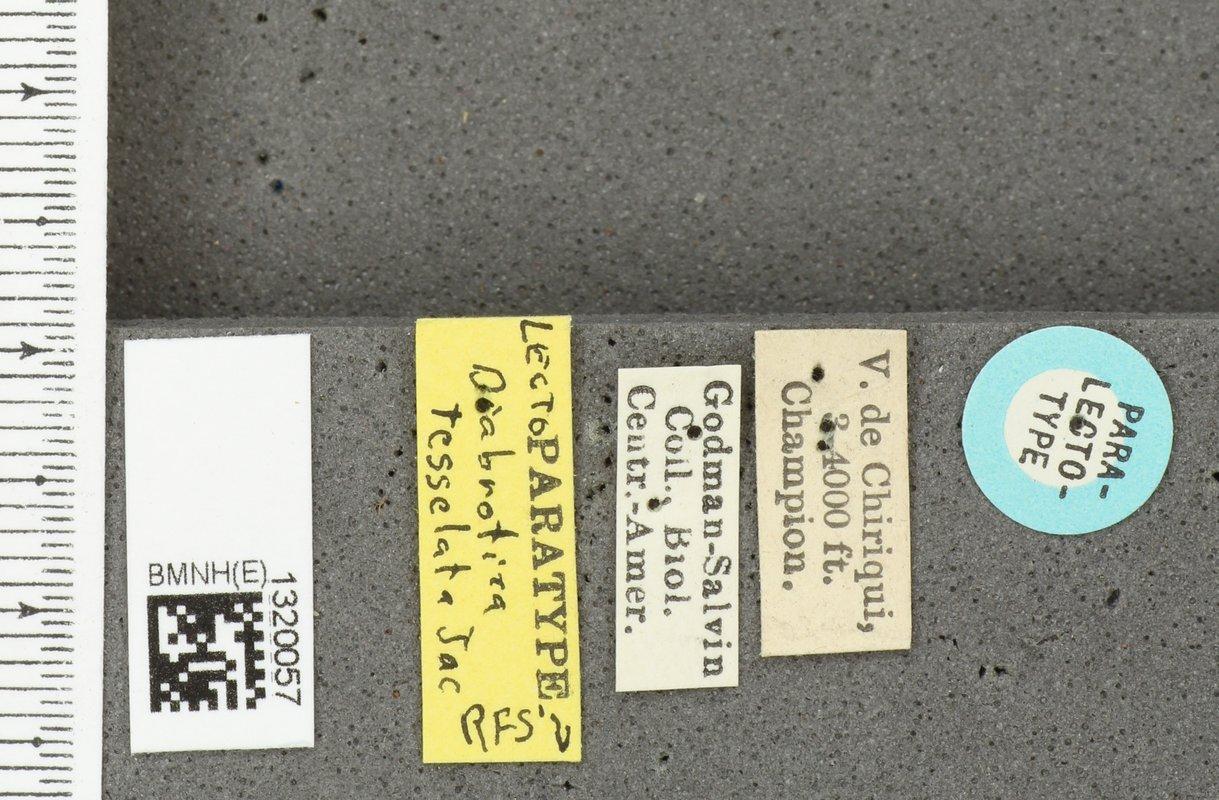 BMNH(E)
1320057
LECTOPARATYPE
Diabrotica
tesselata Jac
RFS
Godman-Salvin
Coll., Biol.
Centr.-Amer.
V. de Chiriqui,
4000 ft.
Champion.
PARA-
LECTO-
TYPE